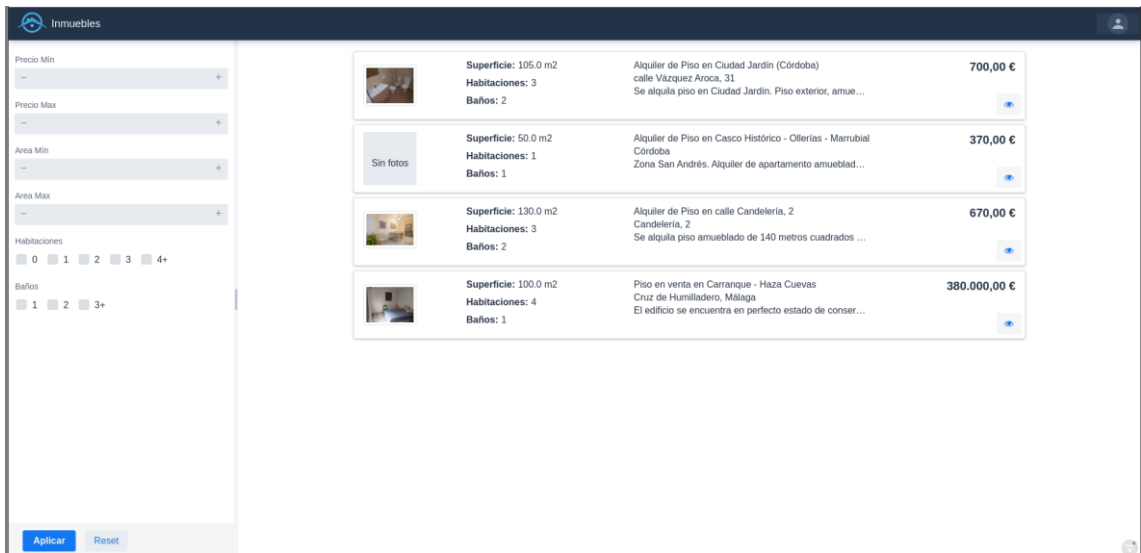 Inmuebles
Precio Mín
− +
Precio Max
− +
Area Mín
− +
Area Max
− +
Habitaciones
0 1 2 3 4+
Baños
1 2 3+
Aplicar Reset
Superficie: 105.0 m2
Habitaciones: 3
Baños: 2
Alquiler de Piso en Ciudad Jardín (Córdoba)
calle Vázquez Aroca, 31
Se alquila piso en Ciudad Jardín. Piso exterior, amue…
700,00 €
Sin fotos
Superficie: 50.0 m2
Habitaciones: 1
Baños: 1
Alquiler de Piso en Casco Histórico - Ollerías - Marrubial
Córdoba
Zona San Andrés. Alquiler de apartamento amueblad…
370,00 €
Superficie: 130.0 m2
Habitaciones: 3
Baños: 2
Alquiler de Piso en calle Candelería, 2
Candelería, 2
Se alquila piso amueblado de 140 metros cuadrados …
670,00 €
Superficie: 100.0 m2
Habitaciones: 4
Baños: 1
Piso en venta en Carranque - Haza Cuevas
Cruz de Humilladero, Málaga
El edificio se encuentra en perfecto estado de conser…
380.000,00 €